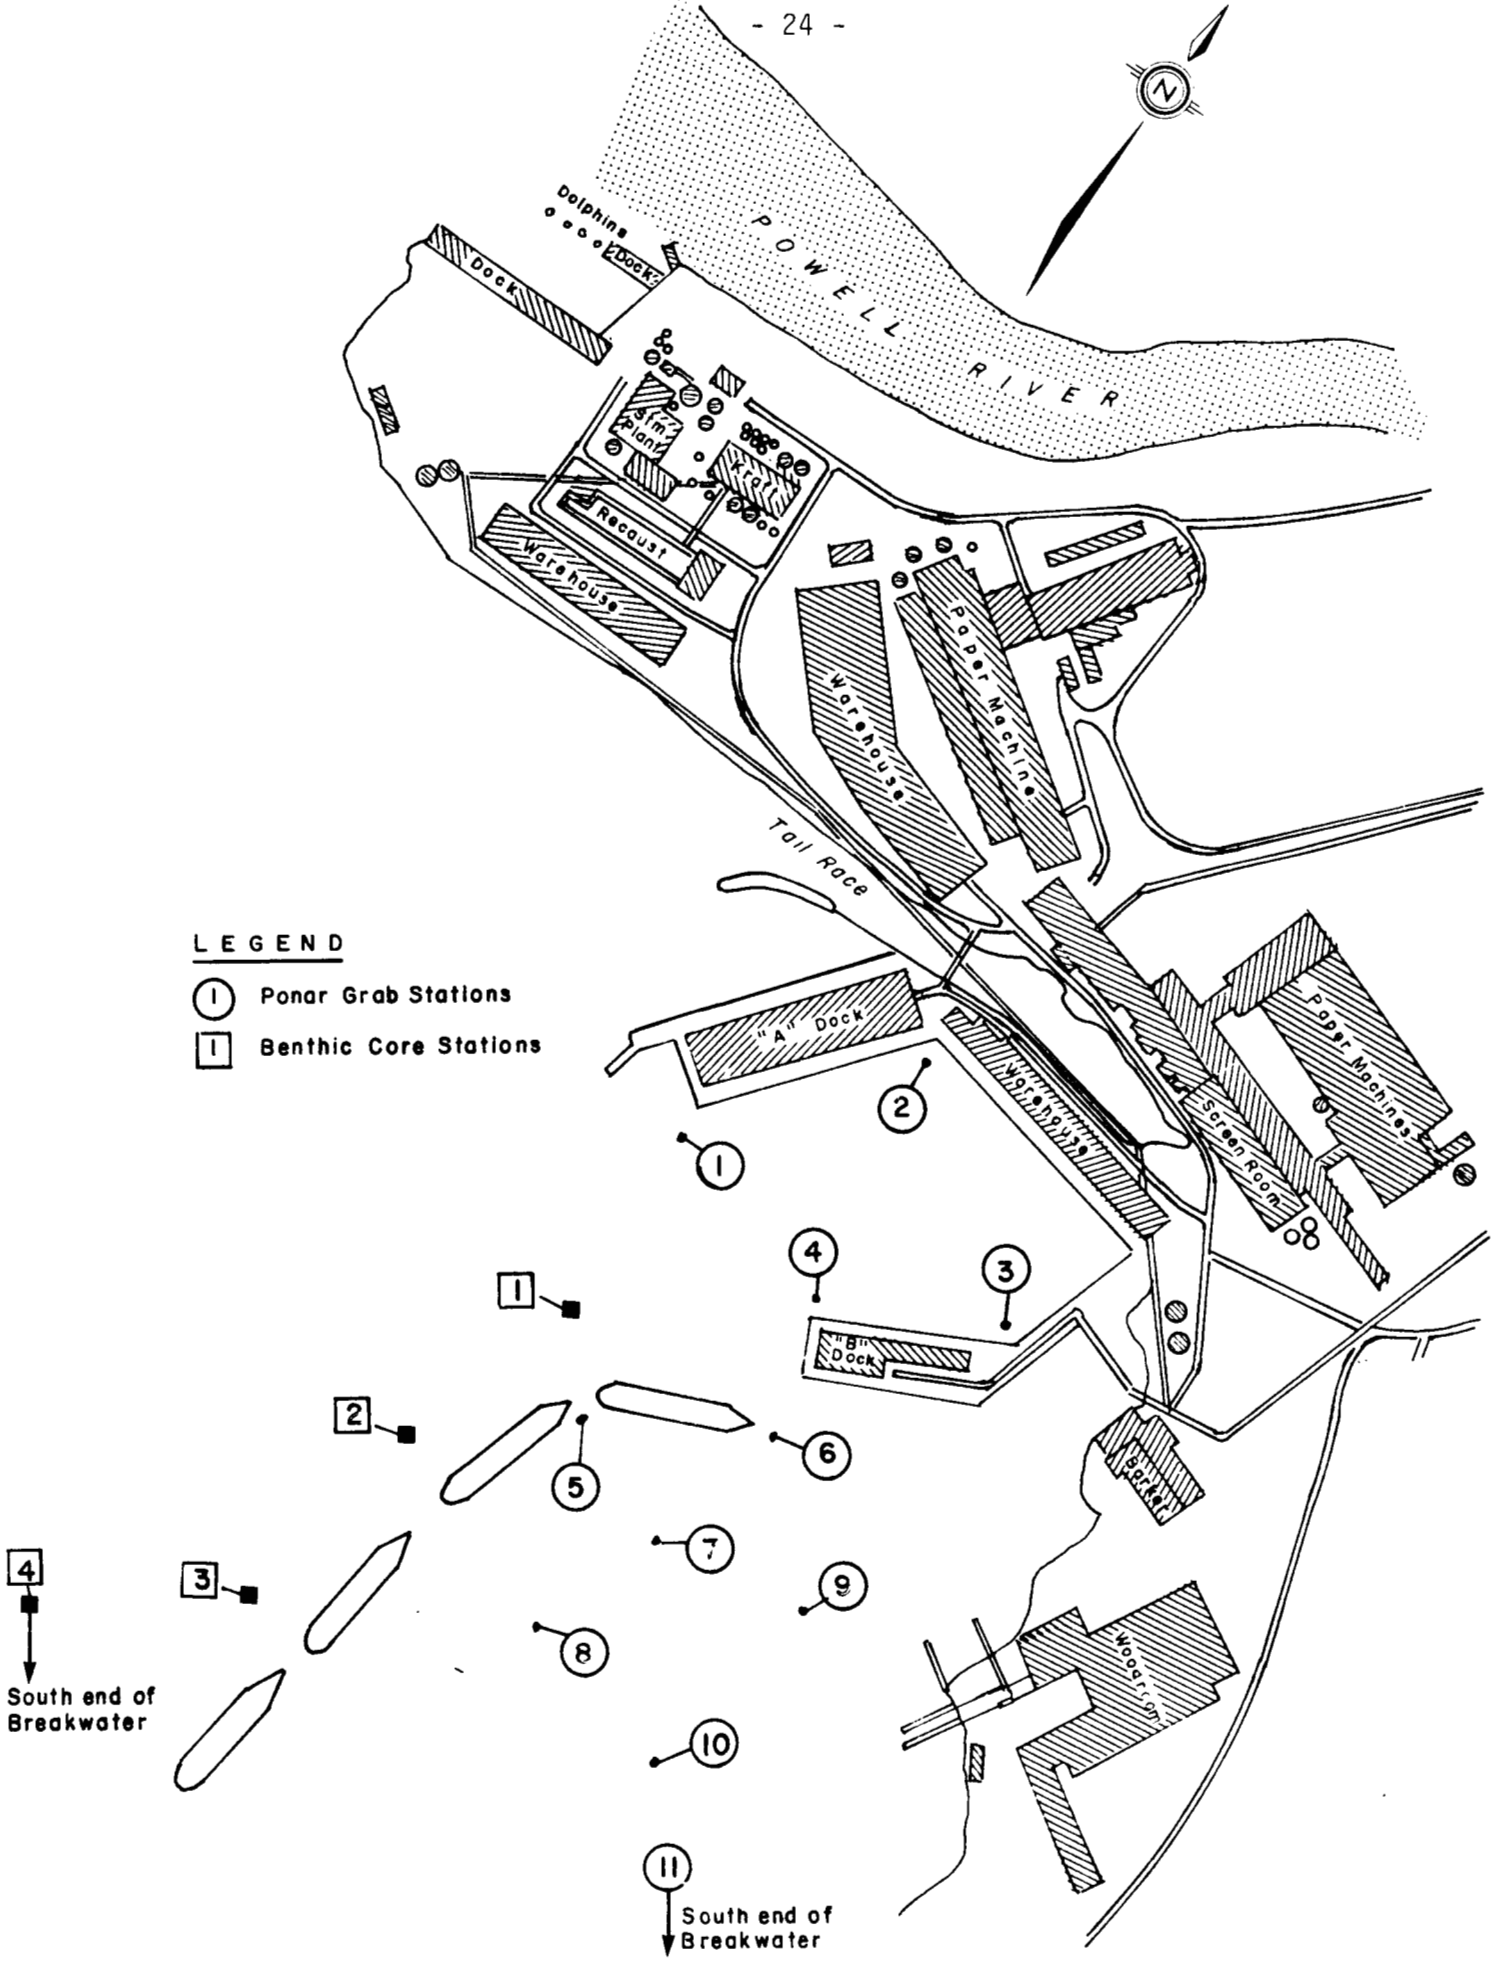 - 24 -
N
Dolphins
Dock
Dock
POWELL RIVER
Stm
Plant
Kraft
Recaust
Warehouse
Paper Machine
Warehouse
Tail Race
LEGEND
1 Ponar Grab Stations
1 Benthic Core Stations
"A" Dock
Paper Machines
Warehouse
Screen Room
2
1
4
3
1
"B"
Dock
2
6
5
Barker
7
4
3
9
8
Woodroom
South end of
Breakwater
10
11
South end of
Breakwater